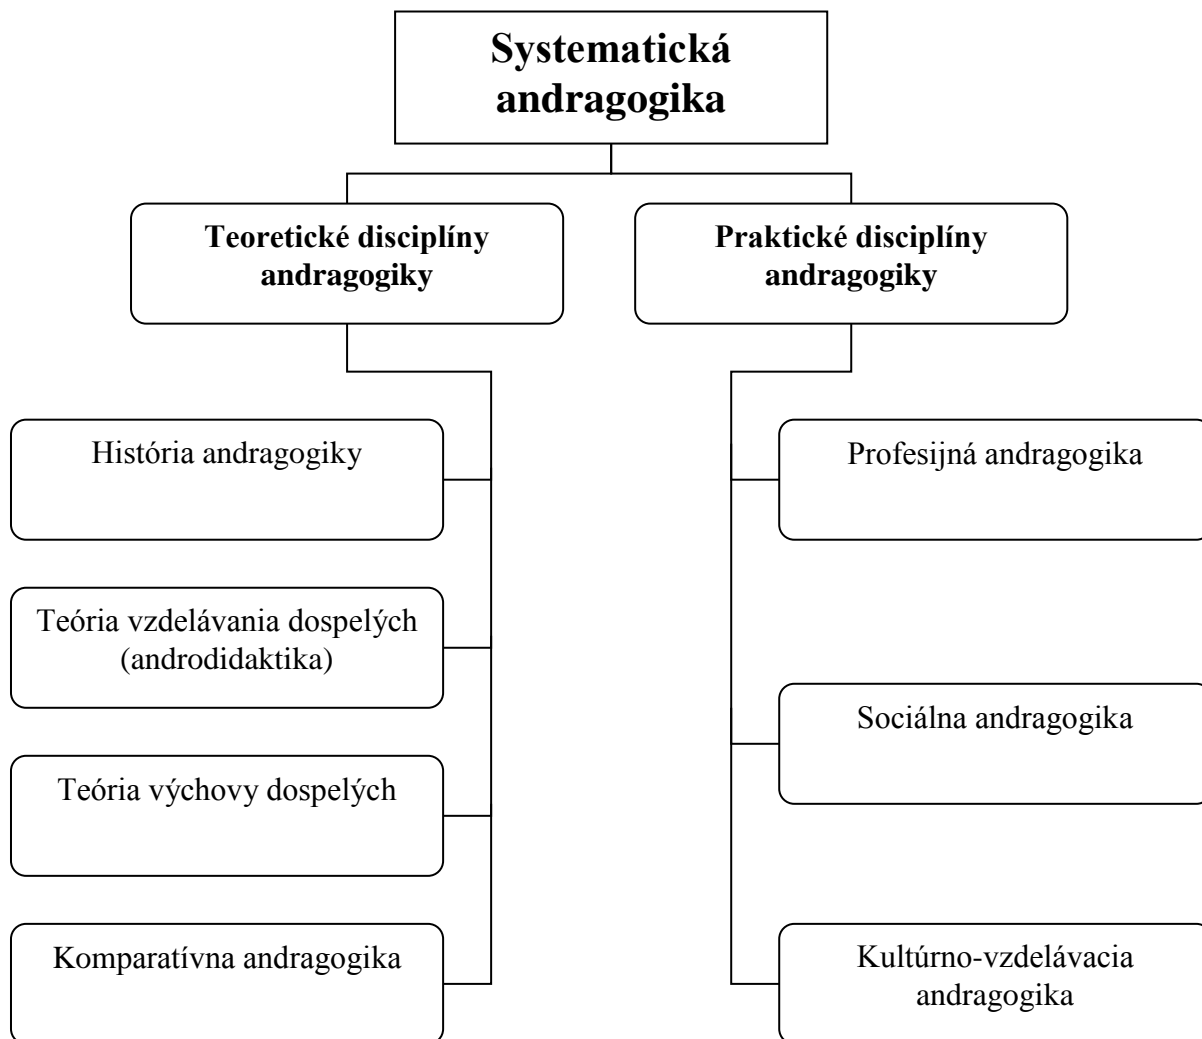 Systematická
andragogika
Teoretické disciplíny
andragogiky
Praktické disciplíny
andragogiky
História andragogiky
Teória vzdelávania dospelých
(androdidaktika)
Teória výchovy dospelých
Komparatívna andragogika
Profesijná andragogika
Sociálna andragogika
Kultúrno-vzdelávacia
andragogika